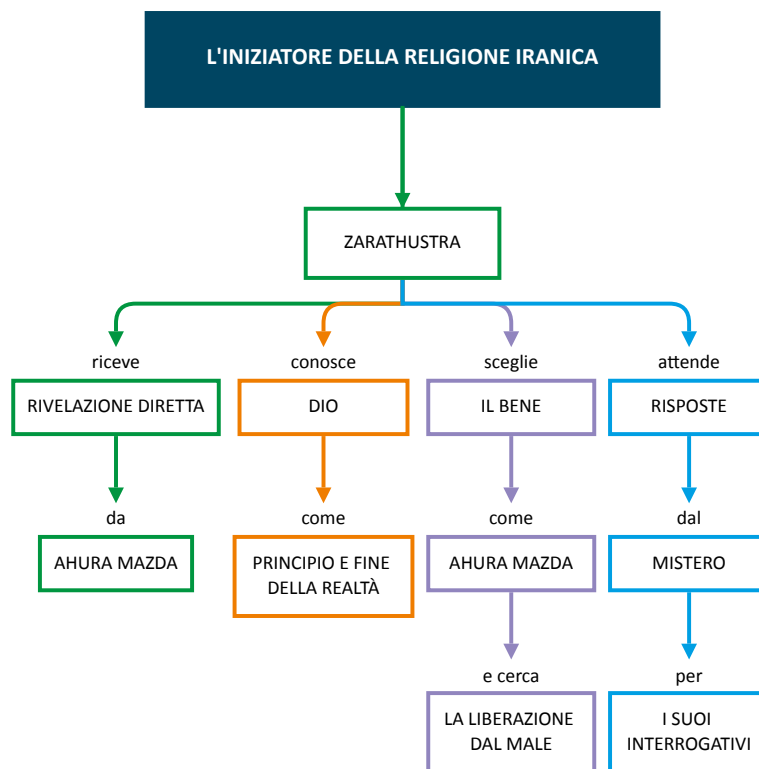 L'INIZIATORE DELLA RELIGIONE IRANICA
ZARATHUSTRA
riceve
RIVELAZIONE DIRETTA
da
AHURA MAZDA
conosce
DIO
come
PRINCIPIO E FINE
DELLA REALTÀ
sceglie
IL BENE
come
AHURA MAZDA
e cerca
LA LIBERAZIONE
DAL MALE
attende
RISPOSTE
dal
MISTERO
per
I SUOI
INTERROGATIVI